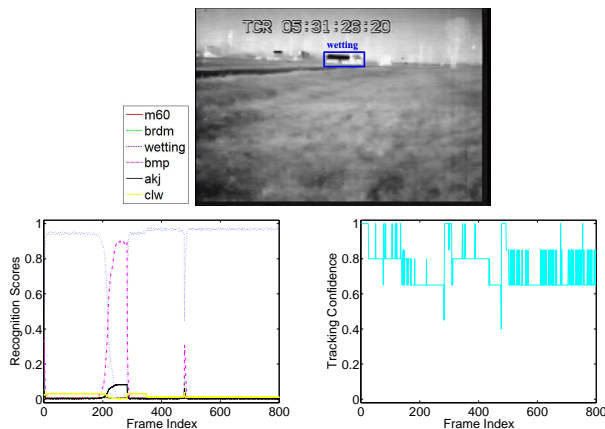 TCR 05:31:26:20
wetting
m60
brdm
wetting
bmp
akj
clw
Recognition Scores
1
0.8
0.6
0.4
0.2
0
0 200 400 600 800
Frame Index
Tracking Confidence
1
0.8
0.6
0.4
0.2
0 200 400 600 800
Frame Index